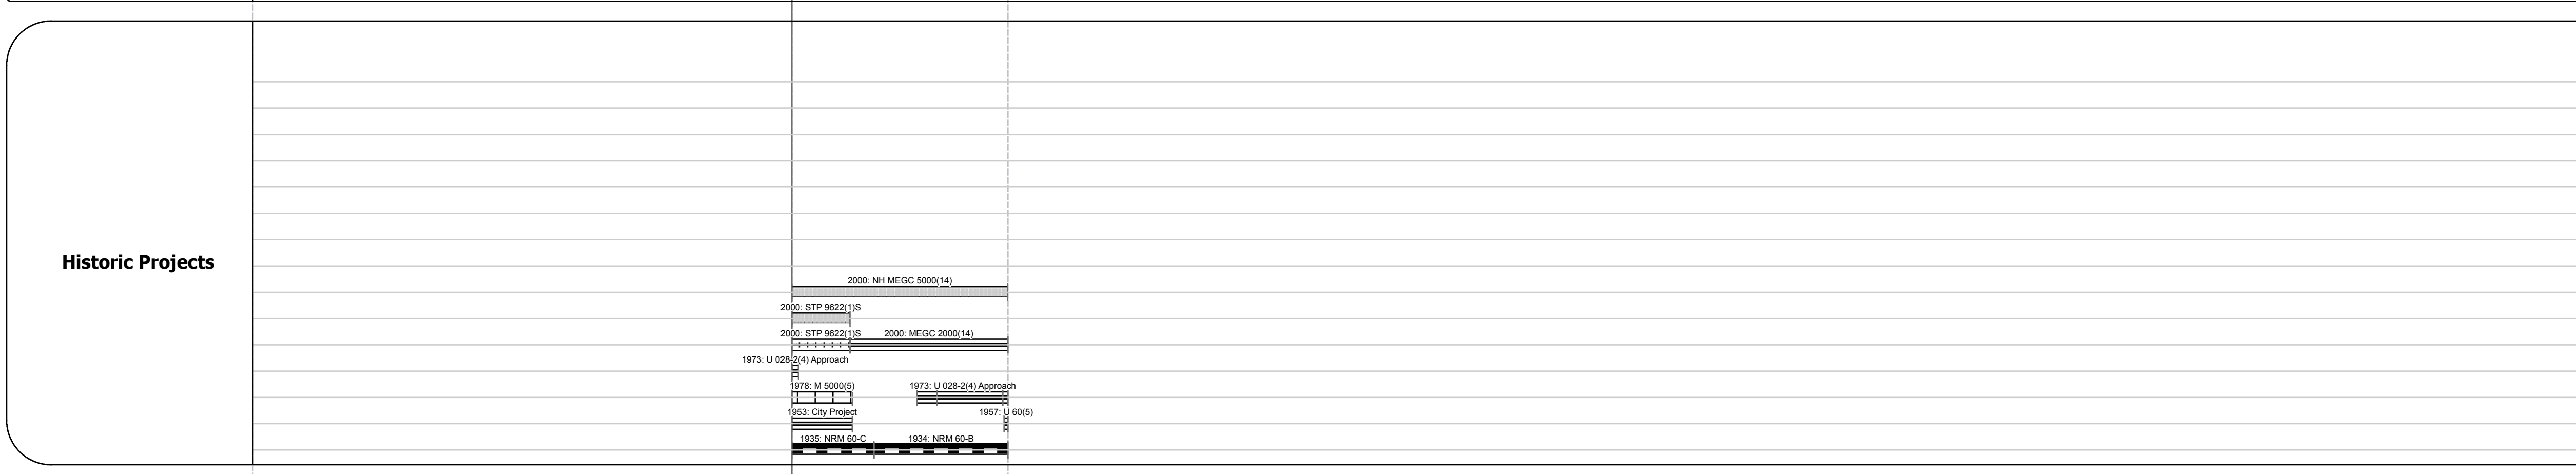 Historic Projects
2000: NH MEGC 5000(14)
2000: STP 9622(1)S
2000: STP 9622(1)S
2000: MEGC 2000(14)
1973: U 028-2(4) Approach
1978: M 5000(5)
1973: U 028-2(4) Approach
1953: City Project
1957: U 60(5)
1935: NRM 60-C
1934: NRM 60-B